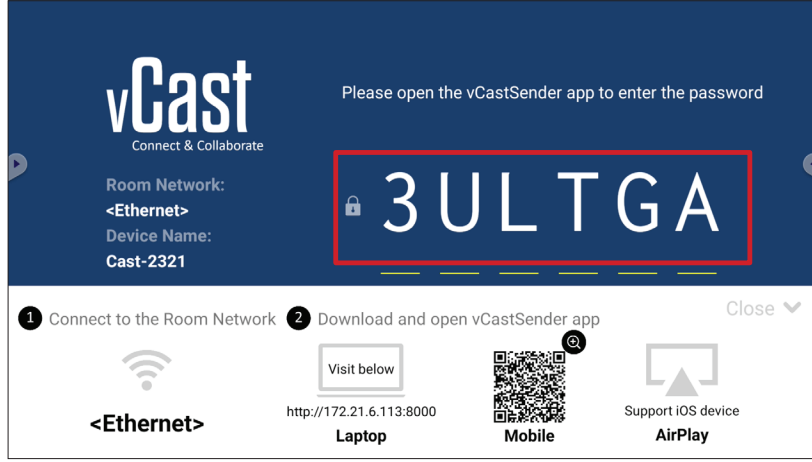 vCast
Connect & Collaborate
Please open the vCastSender app to enter the password
3ULTGA
Room Network:
<Ethernet>
Device Name:
Cast-2321
Close
1 Connect to the Room Network
2 Download and open vCastSender app
<Ethernet>
Visit below
http://172.21.6.113:8000
Laptop
Mobile
Support iOS device
AirPlay